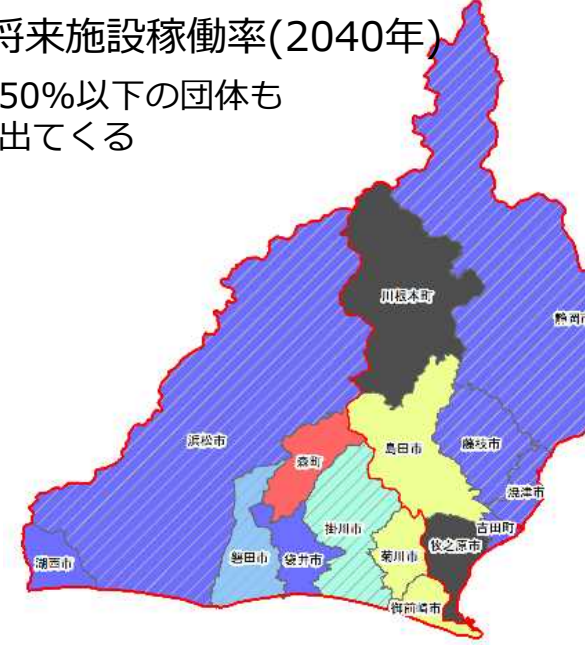 将来施設稼働率(2040年)
50%以下の団体も
出てくる
川根本町
静岡市
浜松市
島田市
藤枝市
森町
焼津市
掛川市
吉田町
湖西市
磐田市
袋井市
菊川市
牧之原市
御前崎市